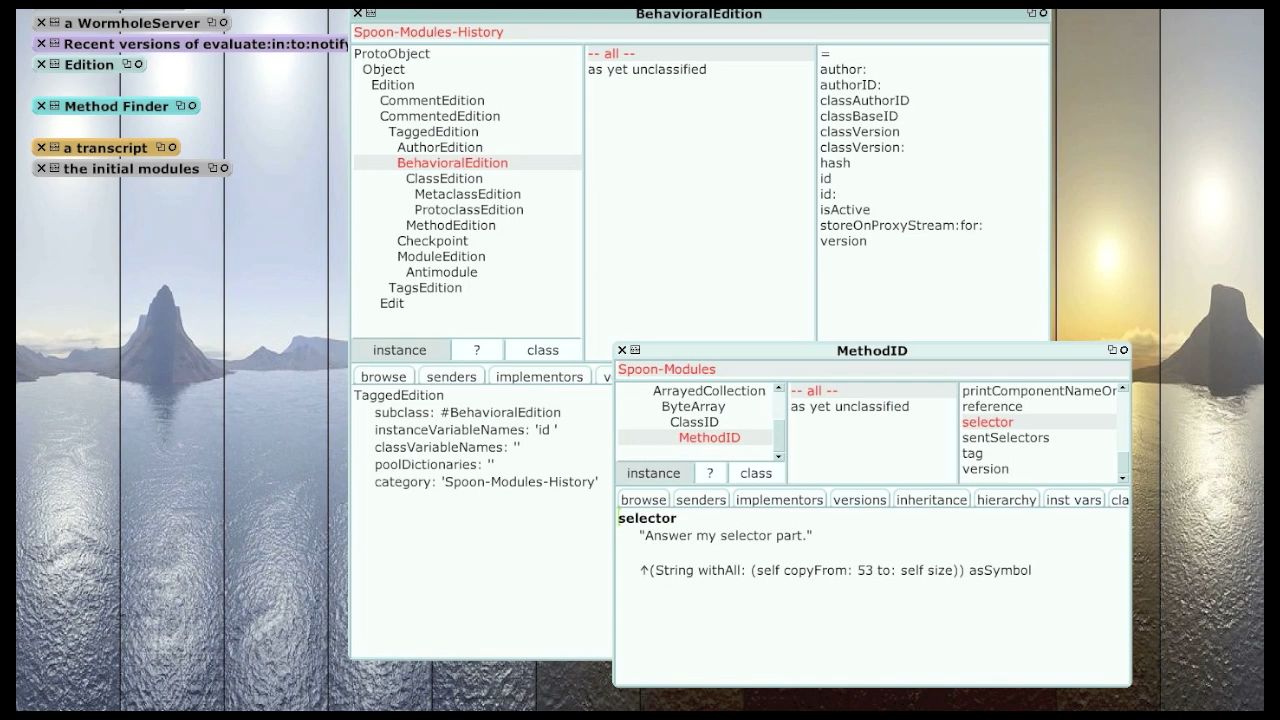 a WormholeServer
Recent versions of evaluate:in:to:notify
Edition
Method Finder
a transcript
the initial modules
BehavioralEdition
Spoon-Modules-History
ProtoObject
Object
Edition
CommentEdition
CommentedEdition
TaggedEdition
AuthorEdition
BehavioralEdition
ClassEdition
MetaclassEdition
ProtoclassEdition
MethodEdition
Checkpoint
ModuleEdition
Antimodule
TagsEdition
Edit
-- all --
as yet unclassified
=
author:
authorID:
classAuthorID
classBaseID
classVersion
classVersion:
hash
id
id:
isActive
storeOnProxyStream:for:
version
instance ? class
browse senders implementors v
TaggedEdition
subclass: #BehavioralEdition
instanceVariableNames: 'id '
classVariableNames: ''
poolDictionaries: ''
category: 'Spoon-Modules-History'
MethodID
Spoon-Modules
ArrayedCollection
ByteArray
ClassID
MethodID
-- all --
as yet unclassified
printComponentNameOr
reference
selector
sentSelectors
tag
version
instance ? class
browse senders implementors versions inheritance hierarchy inst vars cla
selector
"Answer my selector part."
↑(String withAll: (self copyFrom: 53 to: self size)) asSymbol